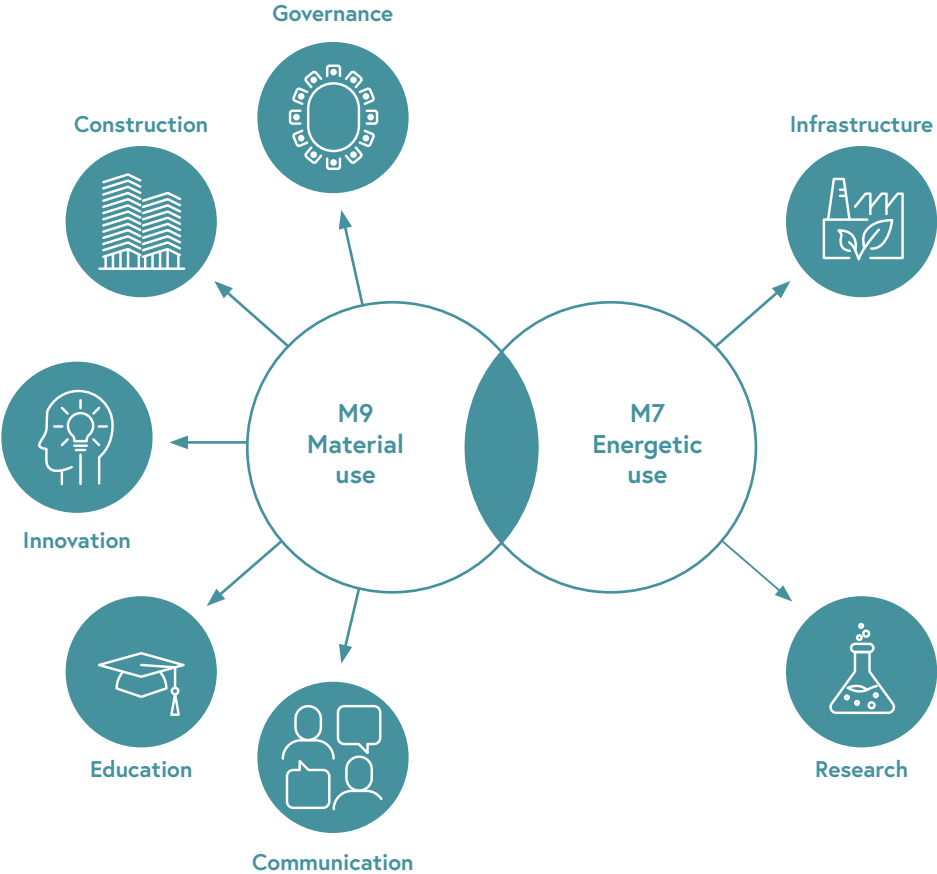 Governance
Construction
Infrastructure
M9
Material
use
M7
Energetic
use
Innovation
Education
Research
Communication